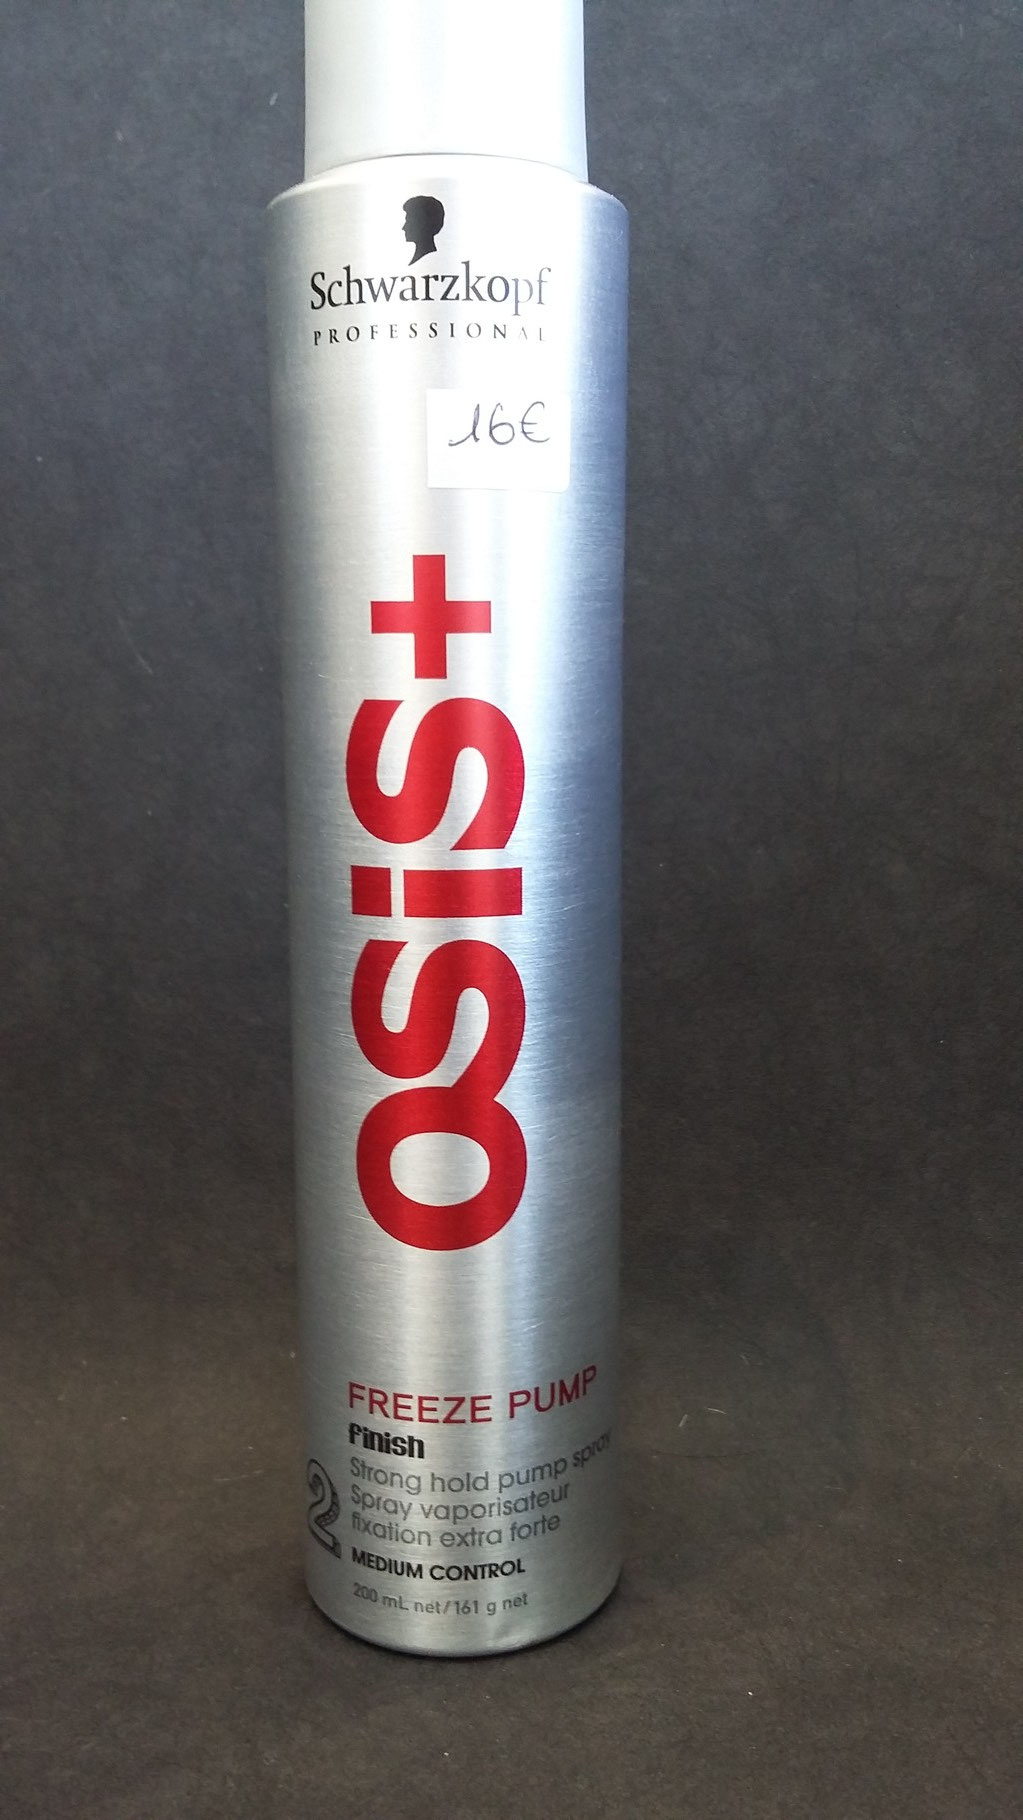 Schwarzkopf
PROFESSIONAL
16€
OSiS+
FREEZE PUMP
finish
2
Strong hold pump spray
Spray vaporisateur
fixation extra forte
MEDIUM CONTROL
200 mL net/161 g net